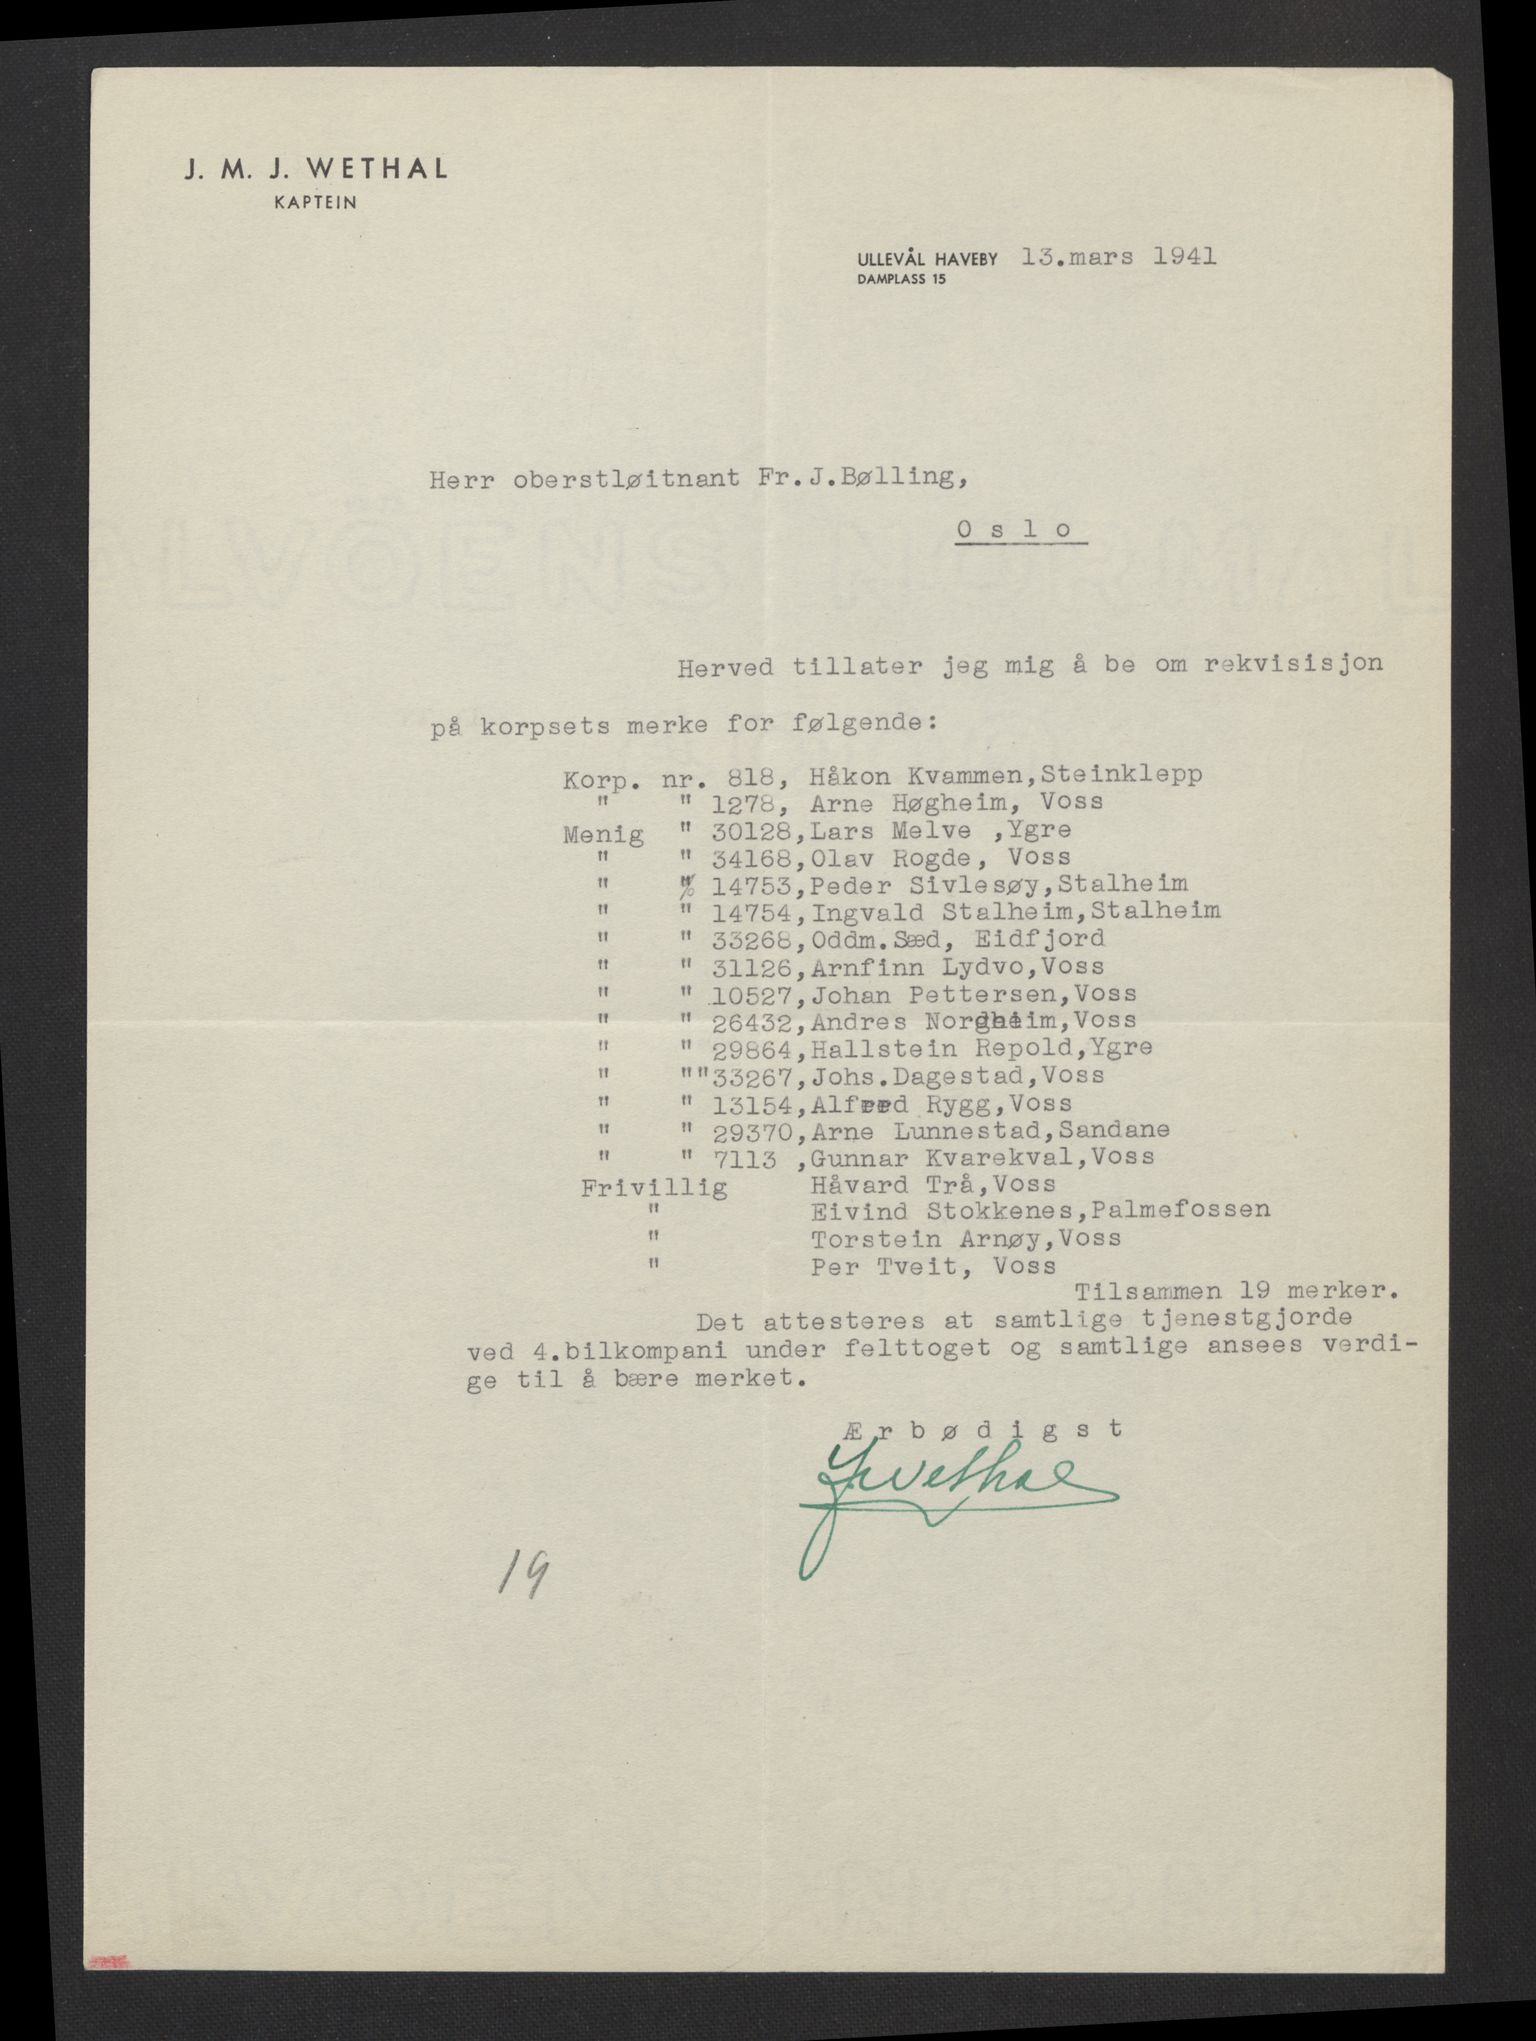 J. M. J. WETHAL
KAPTEIN
ULLEVÅL HAVEBY 13.mars 1941
DAMPLASS 15
Herr oberstløitnant Fr.J.Bølling,
O s l o
Herved tillater jeg mig å be om rekvisisjon
på korpsets merke for følgende:
Korp. nr. 818, Håkon Kvammen,Steinklepp
" " 1278, Arne Høgheim, Voss
Menig " 30128,Lars Melve ,Ygre
" " 34168,Olav Rogde, Voss
" " 14753,Peder Sivlesøy,Stalheim
" " 14754,Ingvald Stalheim,Stalheim
" " 33268,Oddm.Sæd, Eidfjord
" " 31126,Arnfinn Lydvo,Voss
" " 10527,Johan Pettersen,Voss
" " 26432,Andres Nordheim,Voss
" " 29864,Hallstein Repold,Ygre
" ""33267,Johs.Dagestad,Voss
" " 13154,Alfred Rygg,Voss
" " 29370,Arne Lunnestad,Sandane
" " 7113 ,Gunnar Kvarekval,Voss
Frivillig Håvard Trå,Voss
" Eivind Stokkenes,Palmefossen
" Torstein Arnøy,Voss
" Per Tveit, Voss
Tilsammen 19 merker.
Det attesteres at samtlige tjenestgjorde
ved 4.bilkompani under felttoget og samtlige ansees verdi-
ge til å bære merket.
Æ r b ø d i g s t
JWethal
19